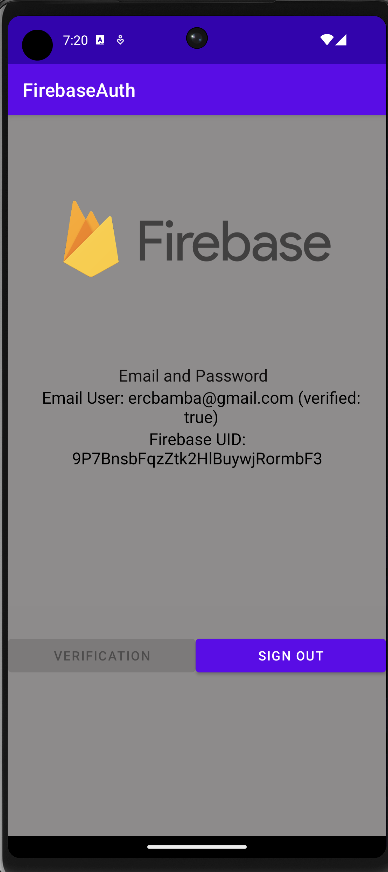 7:20
FirebaseAuth
Firebase
Email and Password
Email User: ercbamba@gmail.com (verified:
true)
Firebase UID:
9P7BnsbFqzZtk2HlBuywjRormbF3
VERIFICATION
SIGN OUT